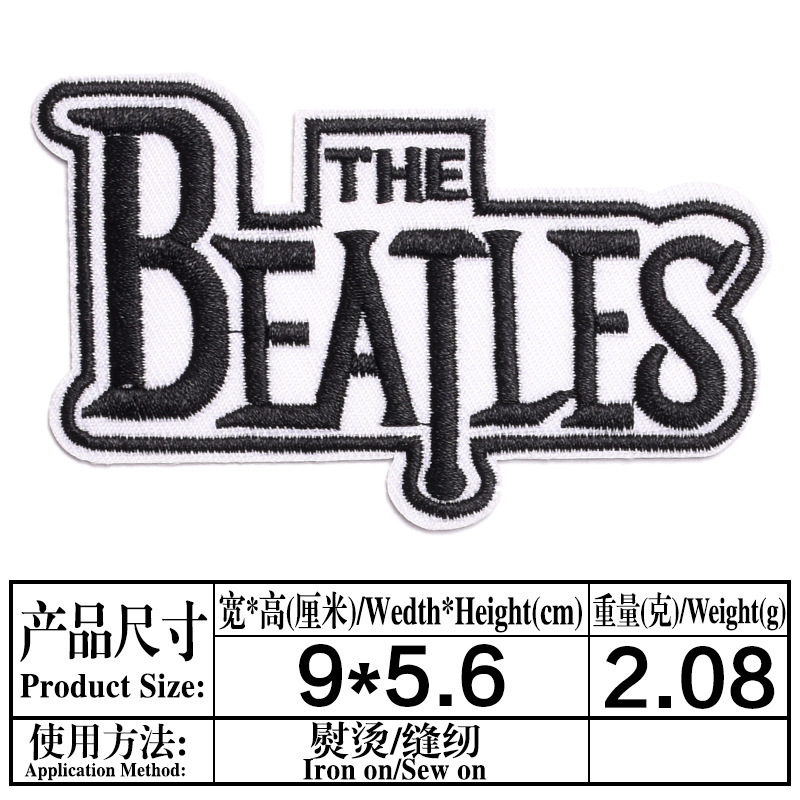 THE
BEATLES
产品尺寸
Product Size:
宽*高(厘米)/Wedth*Height(cm)
重量(克)/Weight(g)
9*5.6
2.08
使用方法:
Application Method:
熨烫/缝纫
Iron on/Sew on